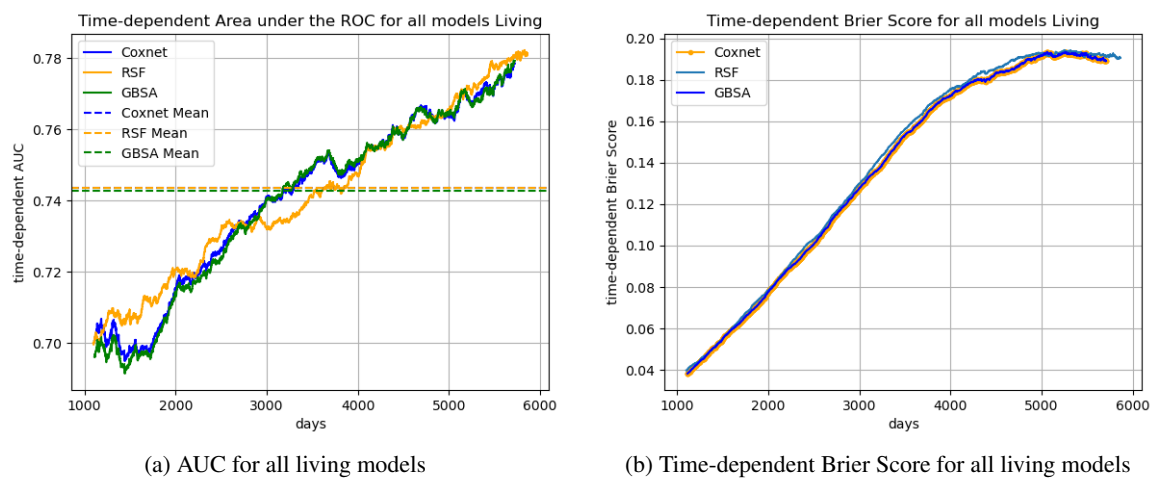 Time-dependent Area under the ROC for all models Living
Coxnet
RSF
GBSA
Coxnet Mean
RSF Mean
GBSA Mean
0.78
0.76
0.74
0.72
0.70
time-dependent AUC
1000 2000 3000 4000 5000 6000
days
(a) AUC for all living models
Time-dependent Brier Score for all models Living
Coxnet
RSF
GBSA
0.20
0.18
0.16
0.14
0.12
0.10
0.08
0.06
0.04
time-dependent Brier Score
1000 2000 3000 4000 5000 6000
days
(b) Time-dependent Brier Score for all living models